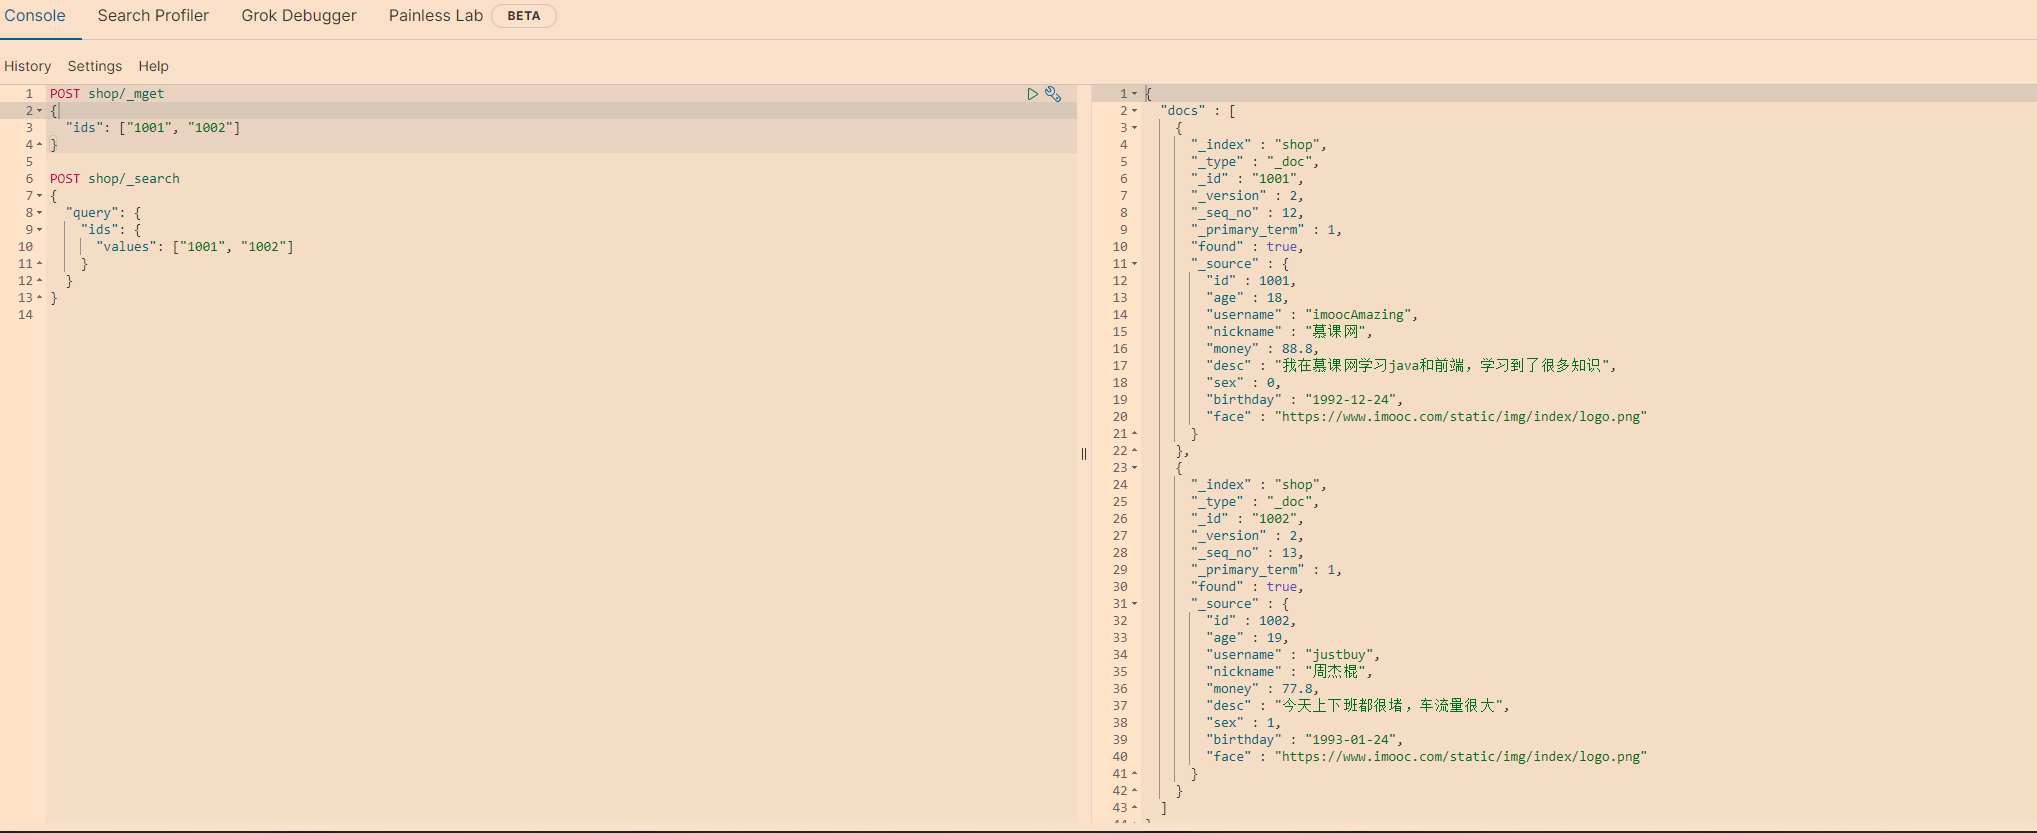 Console Search Profiler Grok Debugger Painless Lab BETA
History Settings Help
1 POST shop/_mget
2 {
3 "ids": ["1001", "1002"]
4 }
5
6 POST shop/_search
7 {
8 "query": {
9 "ids": {
10 "values": ["1001", "1002"]
11 }
12 }
13 }
14
1 {
2 "docs" : [
3 {
4 "_index" : "shop",
5 "_type" : "_doc",
6 "_id" : "1001",
7 "_version" : 2,
8 "_seq_no" : 12,
9 "_primary_term" : 1,
10 "found" : true,
11 "_source" : {
12 "id" : 1001,
13 "age" : 18,
14 "username" : "imoocAmazing",
15 "nickname" : "慕课网",
16 "money" : 88.8,
17 "desc" : "我在慕课网学习java和前端，学习到了很多知识",
18 "sex" : 0,
19 "birthday" : "1992-12-24",
20 "face" : "https://www.imooc.com/static/img/index/logo.png"
21 }
22 },
23 {
24 "_index" : "shop",
25 "_type" : "_doc",
26 "_id" : "1002",
27 "_version" : 2,
28 "_seq_no" : 13,
29 "_primary_term" : 1,
30 "found" : true,
31 "_source" : {
32 "id" : 1002,
33 "age" : 19,
34 "username" : "justbuy",
35 "nickname" : "周杰棍",
36 "money" : 77.8,
37 "desc" : "今天上下班都很堵，车流量很大",
38 "sex" : 1,
39 "birthday" : "1993-01-24",
40 "face" : "https://www.imooc.com/static/img/index/logo.png"
41 }
42 }
43 ]